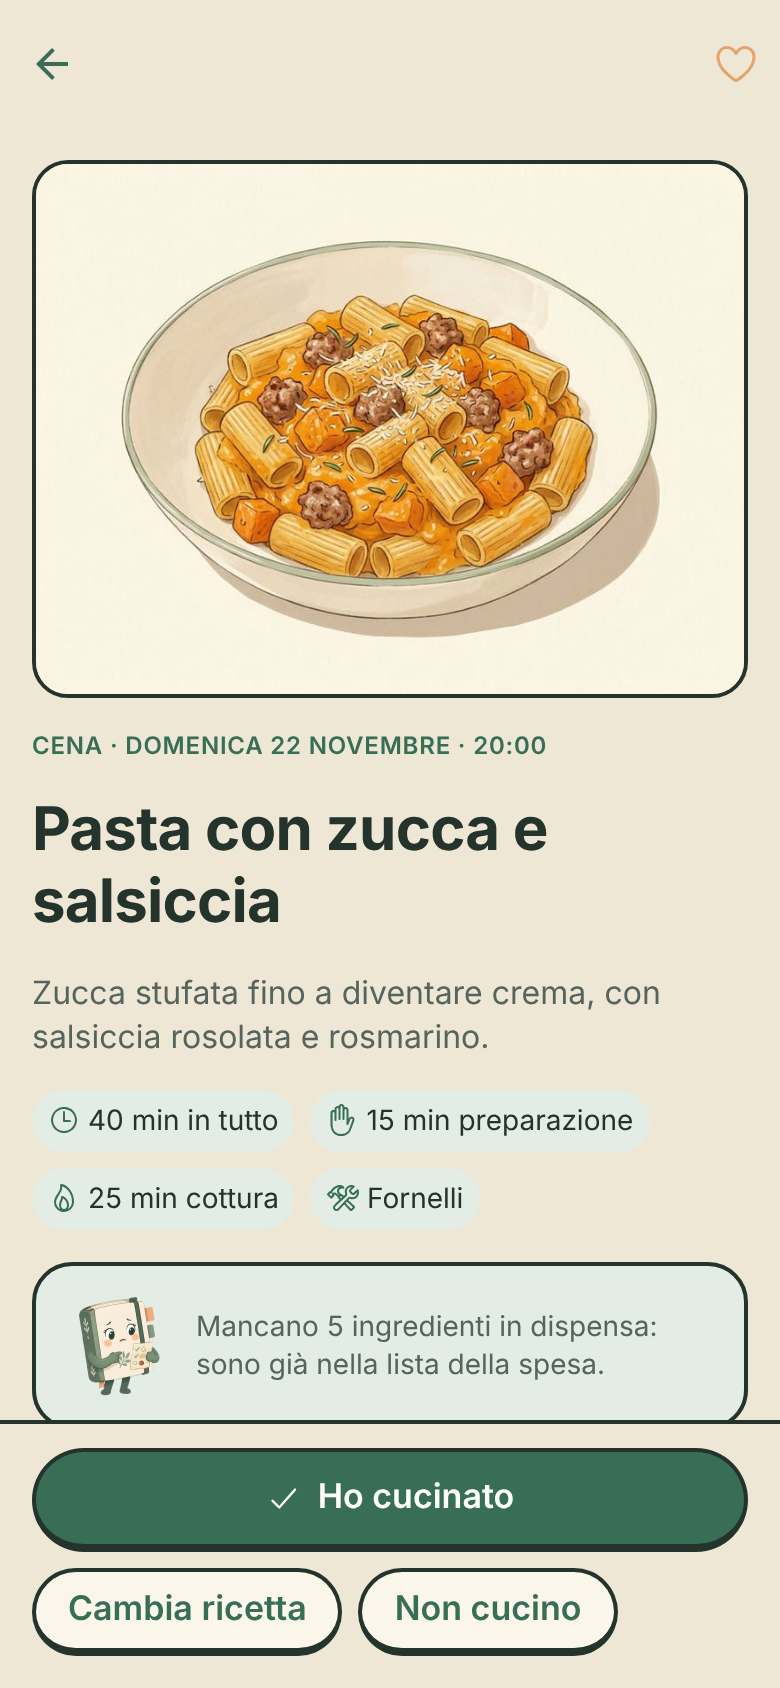 CENA · DOMENICA 22 NOVEMBRE · 20:00
Pasta con zucca e
salsiccia
Zucca stufata fino a diventare crema, con
salsiccia rosolata e rosmarino.
40 min in tutto
15 min preparazione
25 min cottura
Fornelli
Mancano 5 ingredienti in dispensa:
sono già nella lista della spesa.
Ho cucinato
Cambia ricetta
Non cucino